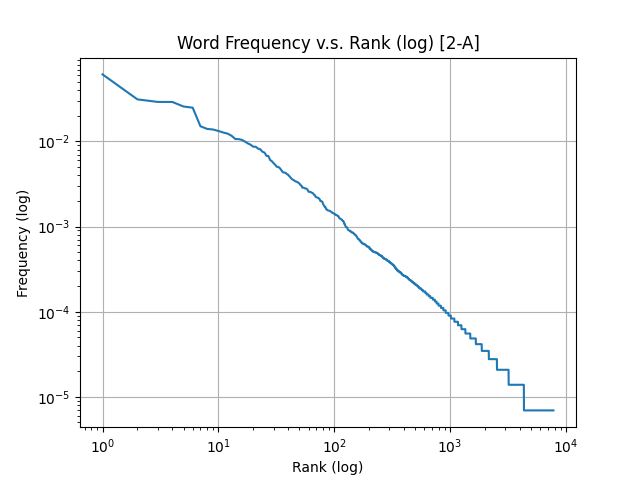 Word Frequency v.s. Rank (log) [2-A]
Frequency (log)
10⁻²
10⁻³
10⁻⁴
10⁻⁵
10⁰ 10¹ 10² 10³ 10⁴
Rank (log)